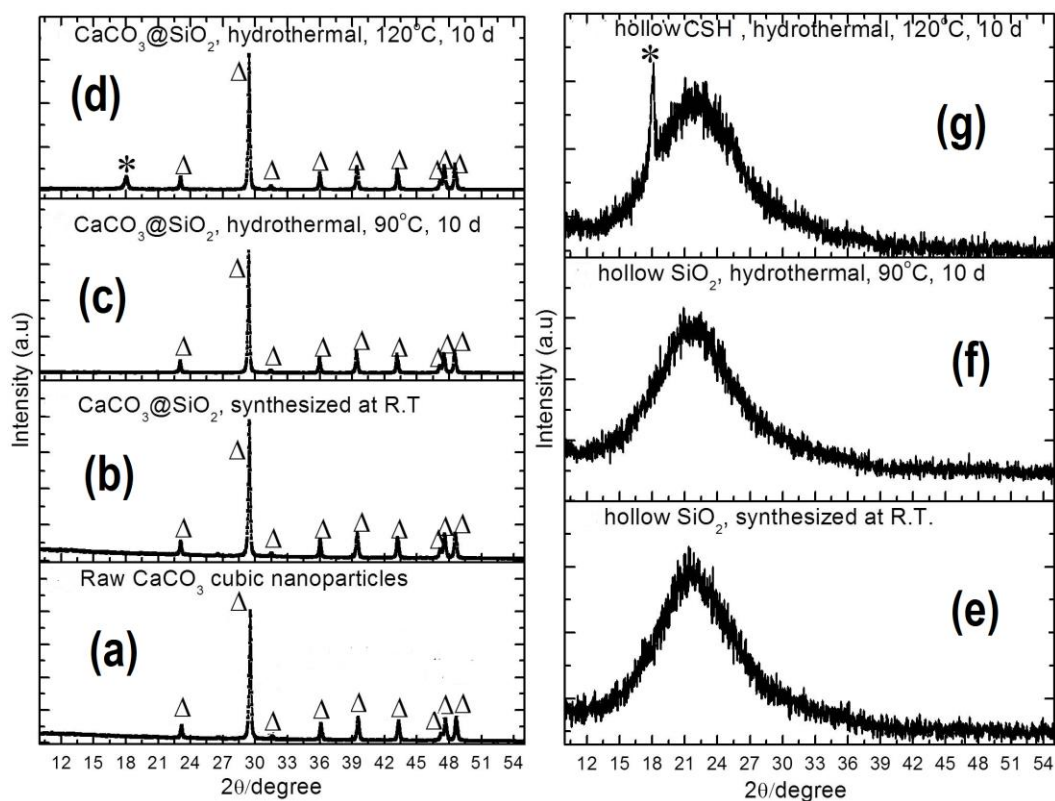 CaCO₃@SiO₂, hydrothermal, 120°C, 10 d
Δ
(d)
*
Δ Δ Δ Δ Δ Δ Δ Δ
CaCO₃@SiO₂, hydrothermal, 90°C, 10 d
Δ
(c)
Δ Δ Δ Δ Δ Δ Δ Δ
CaCO₃@SiO₂, synthesized at R.T
Δ
(b)
Δ Δ Δ Δ Δ Δ Δ Δ
Raw CaCO₃ cubic nanoparticles
Δ
(a)
Δ Δ Δ Δ Δ Δ Δ
Intensity (a.u)
12 15 18 21 24 27 30 33 36 39 42 45 48 51 54
2θ/degree
hollow CSH , hydrothermal, 120°C, 10 d
*
(g)
hollow SiO₂, hydrothermal, 90°C, 10 d
(f)
hollow SiO₂, synthesized at R.T.
(e)
Intensity (a.u)
12 15 18 21 24 27 30 33 36 39 42 45 48 51 54
2θ/degree